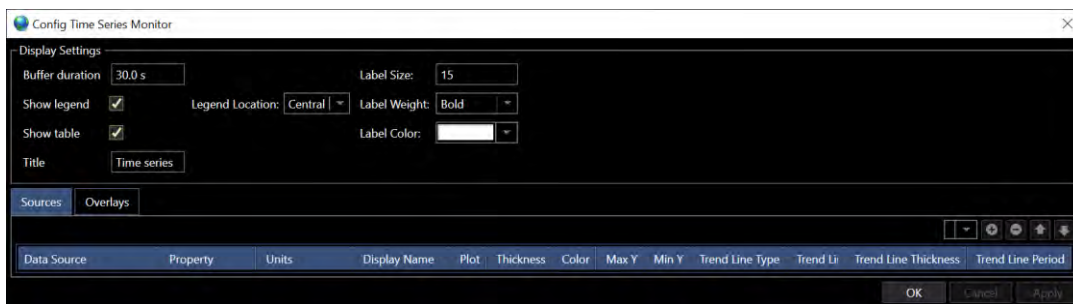 Config Time Series Monitor
Display Settings
Buffer duration 30.0 s Label Size: 15
Show legend Legend Location: Central Label Weight: Bold
Show table Label Color:
Title Time series
Sources Overlays
Data Source Property Units Display Name Plot Thickness Color Max Y Min Y Trend Line Type Trend Li Trend Line Thickness Trend Line Period
OK Cancel Apply